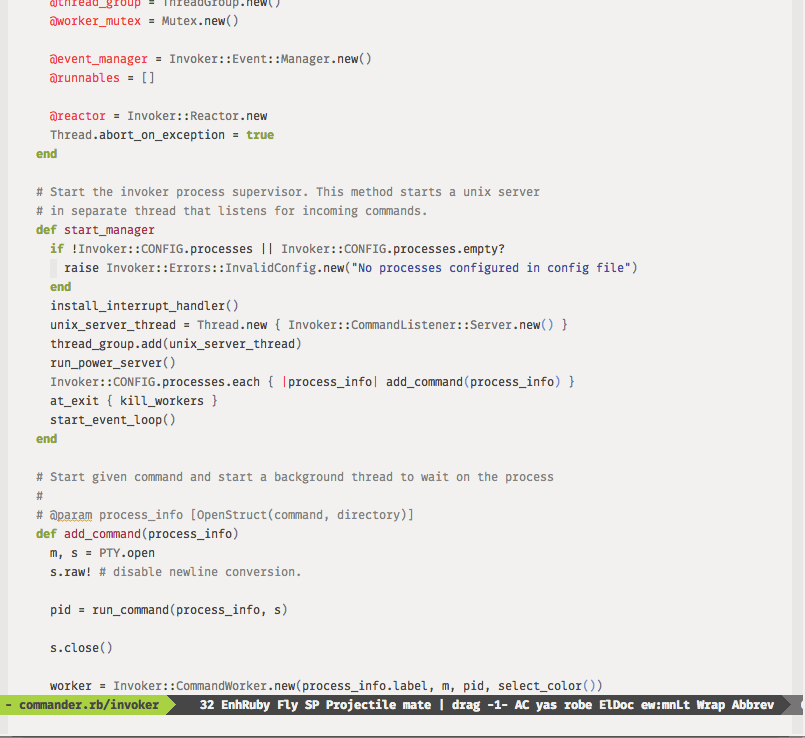 @thread_group = ThreadGroup.new()
@worker_mutex = Mutex.new()
@event_manager = Invoker::Event::Manager.new()
@runnables = []
@reactor = Invoker::Reactor.new
Thread.abort_on_exception = true
end
# Start the invoker process supervisor. This method starts a unix server
# in separate thread that listens for incoming commands.
def start_manager
if !Invoker::CONFIG.processes || Invoker::CONFIG.processes.empty?
raise Invoker::Errors::InvalidConfig.new("No processes configured in config file")
end
install_interrupt_handler()
unix_server_thread = Thread.new { Invoker::CommandListener::Server.new() }
thread_group.add(unix_server_thread)
run_power_server()
Invoker::CONFIG.processes.each { |process_info| add_command(process_info) }
at_exit { kill_workers }
start_event_loop()
end
# Start given command and start a background thread to wait on the process
#
# @param process_info [OpenStruct(command, directory)]
def add_command(process_info)
m, s = PTY.open
s.raw! # disable newline conversion.
pid = run_command(process_info, s)
s.close()
worker = Invoker::CommandWorker.new(process_info.label, m, pid, select_color())
- commander.rb/invoker 32 EnhRuby Fly SP Projectile mate | drag -1- AC yas robe ElDoc ew:mnLt Wrap Abbrev